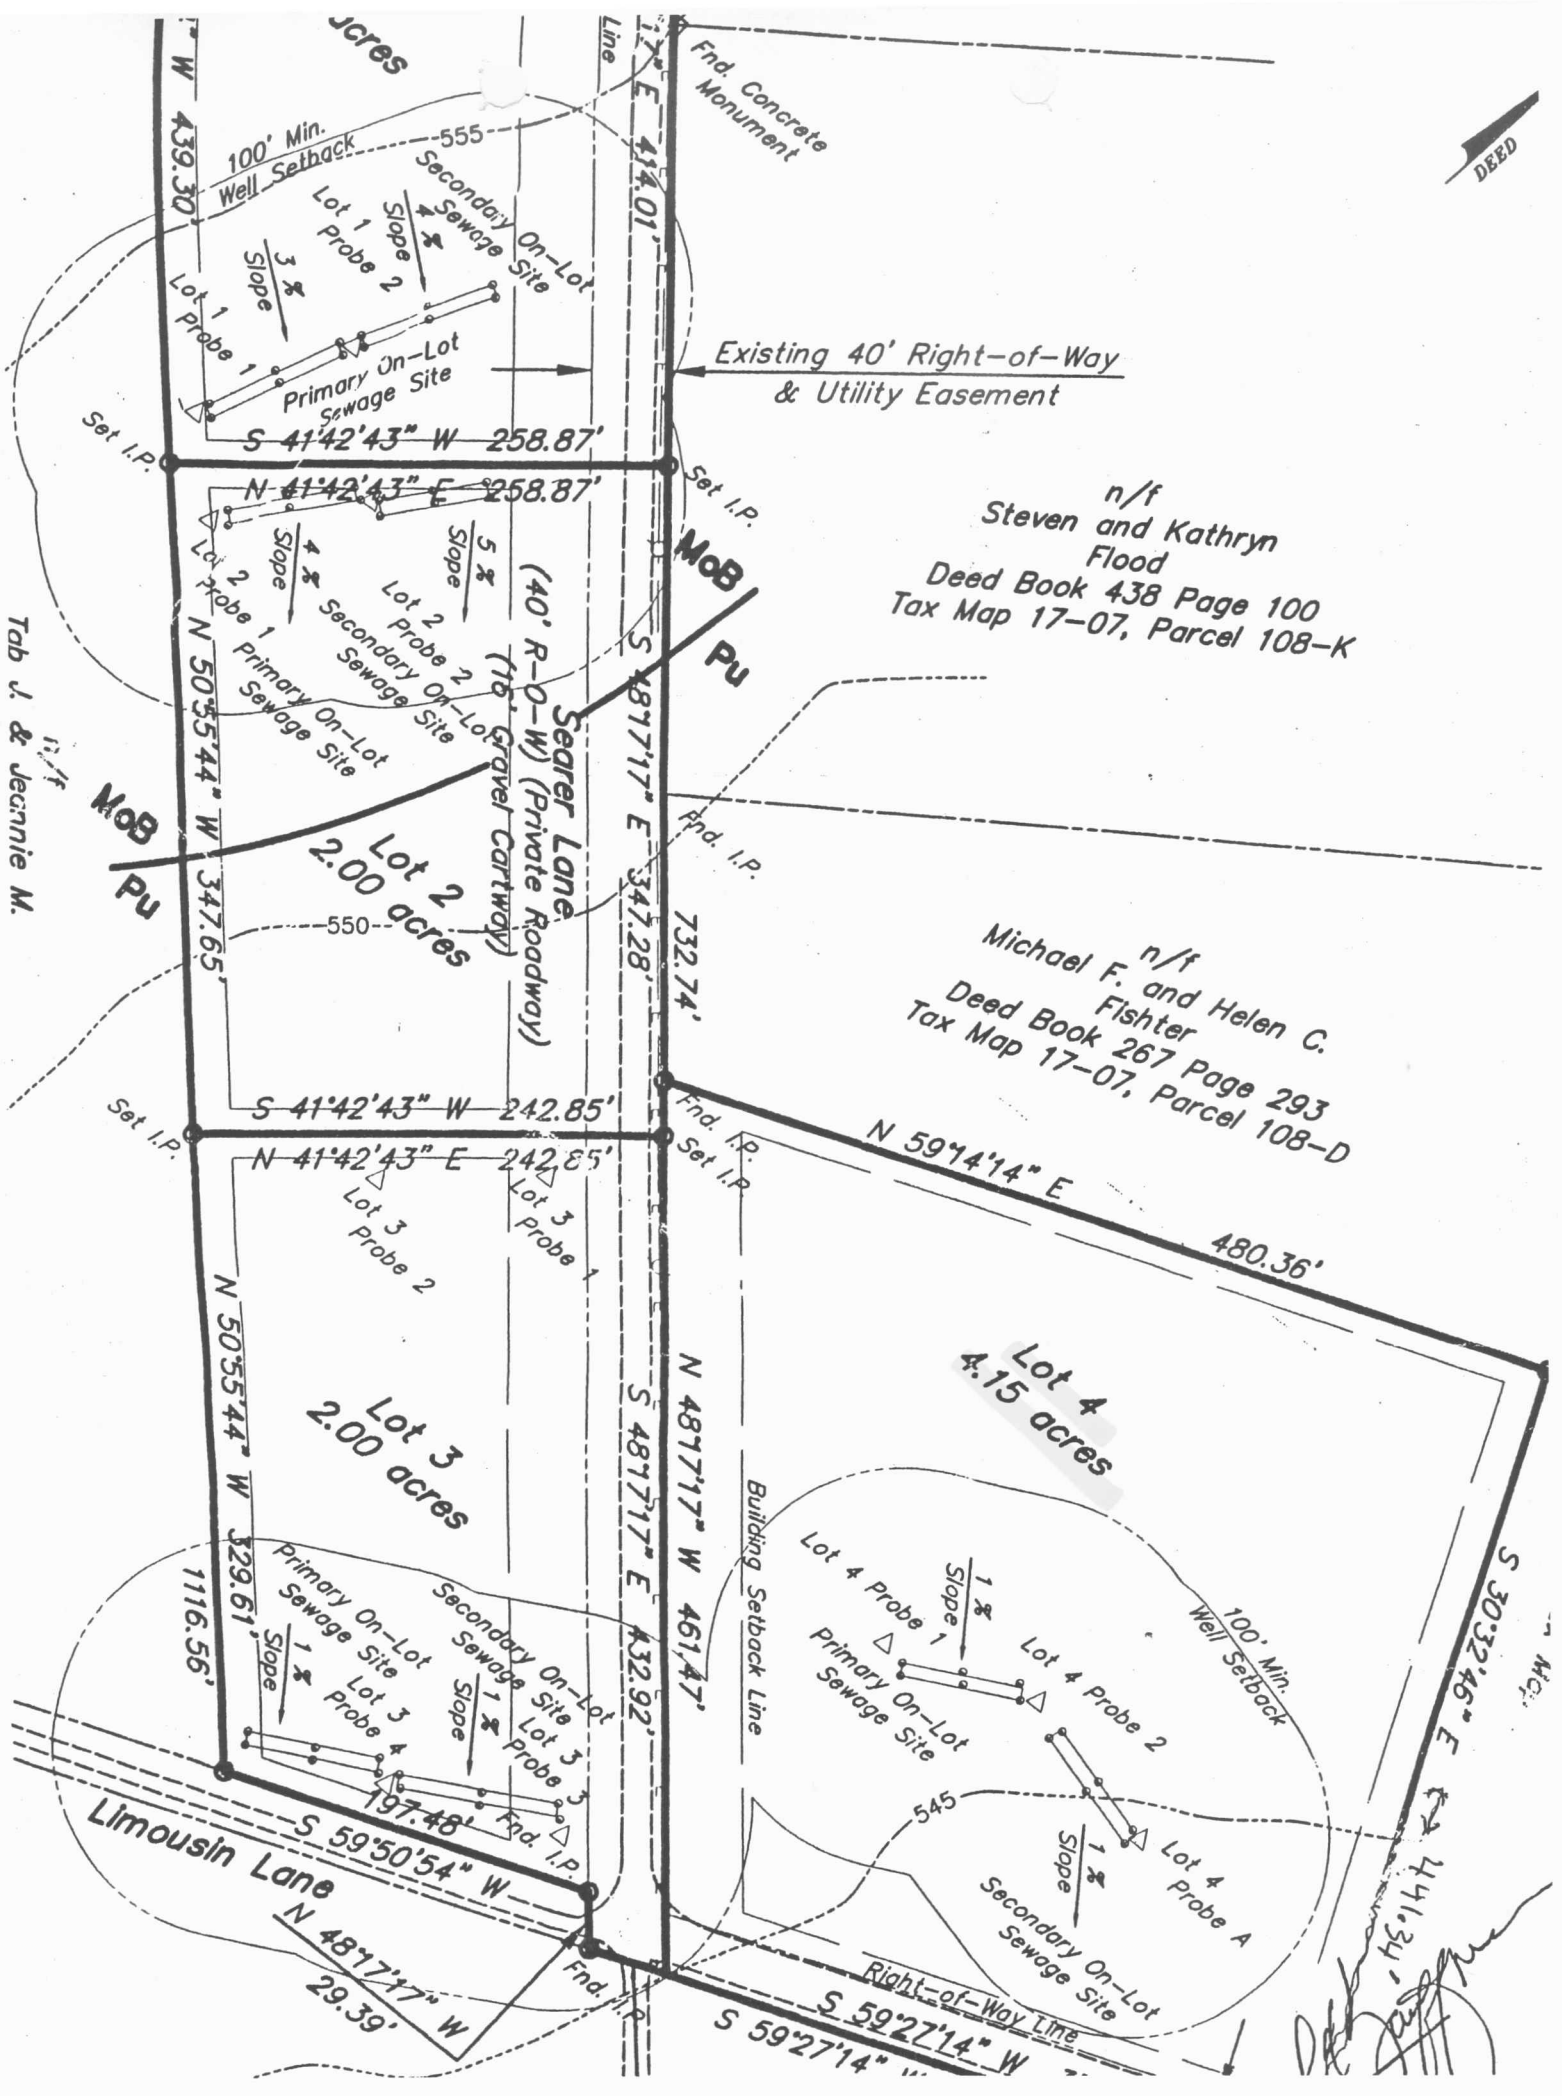 acres
" W 439.30'
Line
17" E 414.01'
Fnd. Concrete
Monument
DEED
100' Min.
Well Setback
555
Secondary On-Lot
Sewage Site
4 %
Slope
Lot 1
Probe 2
3 %
Slope
Lot 1
Probe 1
Primary On-Lot
Sewage Site
Existing 40' Right-of-Way
& Utility Easement
Set I.P.
S 41°42'43" W 258.87'
N 41°42'43" E 258.87'
Set I.P.
n/f
Steven and Kathryn
Flood
Deed Book 438 Page 100
Tax Map 17-07, Parcel 108-K
MoB
Pu
Lot 2
Probe 1
4 %
Slope
5 %
Slope
Lot 2
Probe 2
Secondary On-Lot
Sewage Site
Primary On-Lot
Sewage Site
Searer Lane
(40' R-O-W) (Private Roadway)
(16' Gravel Cartway)
N 50°55'44" W 347.65'
S 48°17'17" E 347.28'
732.74'
n/f
Tab J. & Jeannie M.
MoB
Pu
Lot 2
2.00 acres
550
Fnd. I.P.
n/f
Michael F. and Helen C.
Fishter
Deed Book 267 Page 293
Tax Map 17-07, Parcel 108-D
Set I.P.
S 41°42'43" W 242.85'
N 41°42'43" E 242.85'
Fnd. I.P.
Set I.P.
N 59°14'14" E 480.36'
Lot 3
Probe 2
Lot 3
Probe 1
N 50°55'44" W 329.61'
1116.56'
Lot 3
2.00 acres
S 48°17'17" E 432.92'
N 48°17'17" W 461.47'
Building Setback Line
Lot 4
4.15 acres
Lot 4 Probe 1
1 %
Slope
Lot 4 Probe 2
Primary On-Lot
Sewage Site
100' Min.
Well Setback
S 30°32'46" E
441.34'
Primary On-Lot
Sewage Site
1 %
Slope
Lot 3
Probe 4
Secondary On-Lot
Sewage Site
1 %
Slope
Lot 3
Probe 3
545
1 %
Slope
Lot 4
Probe A
Secondary On-Lot
Sewage Site
197.48'
S 59°50'54" W
Fnd. I.P.
Limousin Lane
N 48°17'17" W
29.39'
Fnd. I.P.
Right-of-Way Line
S 59°27'14" W
S 59°27'14" W